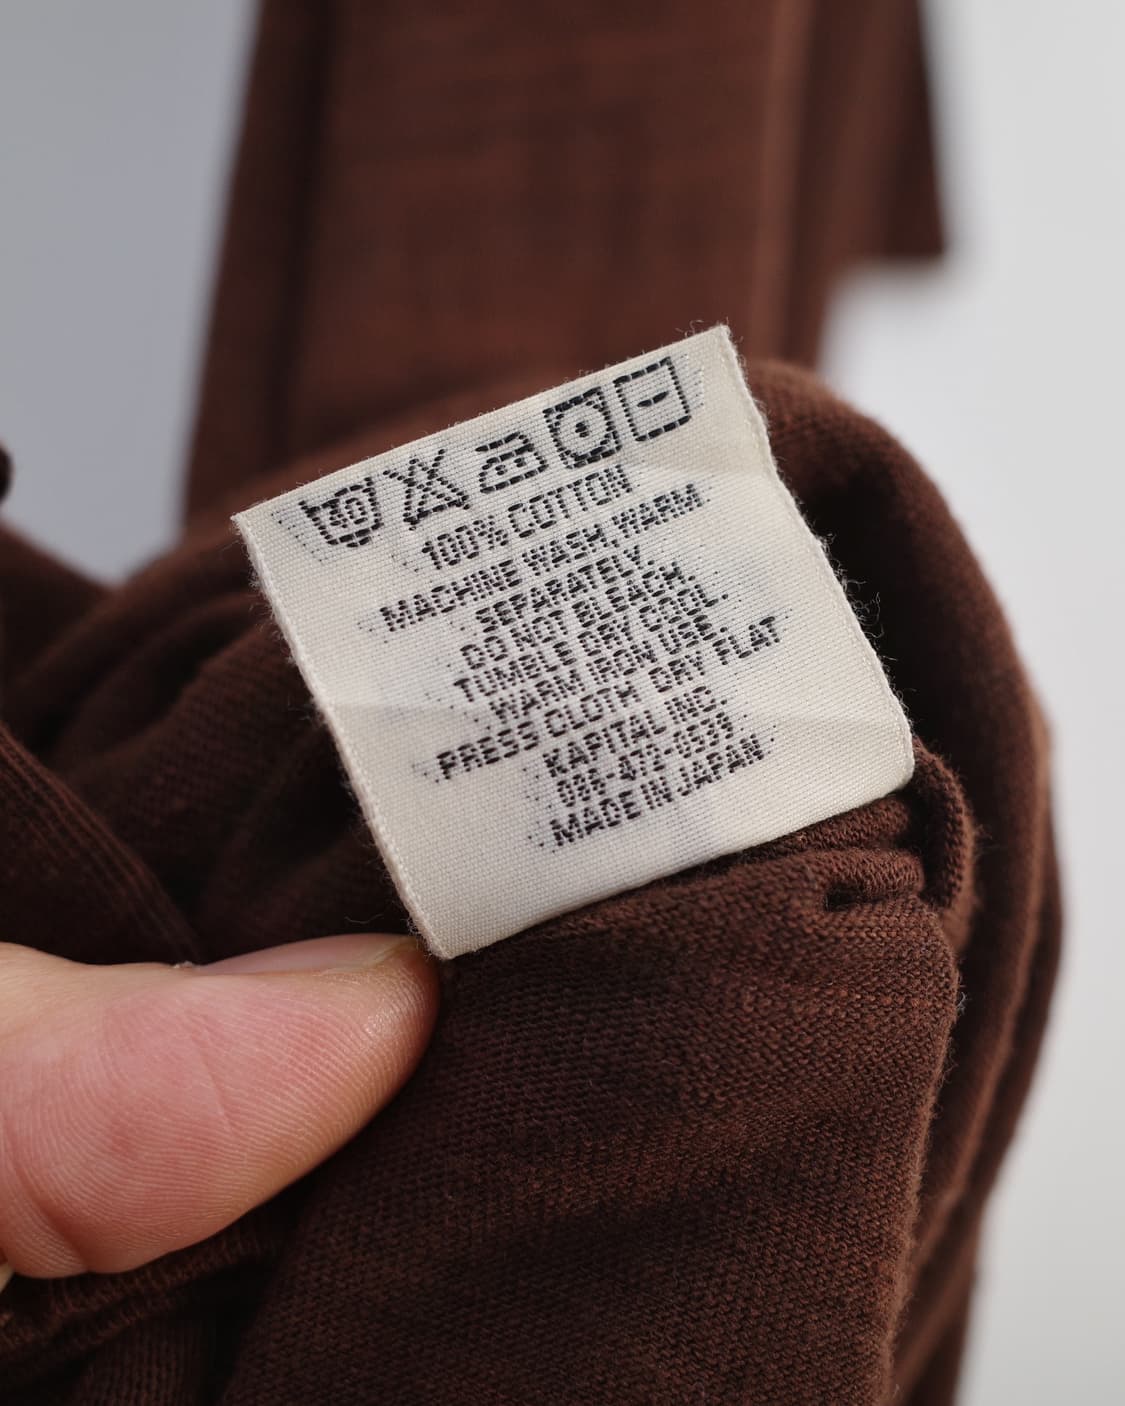 30
100% COTTON
MACHINE WASH, WARM
SEPARATELY.
DO NOT BLEACH.
TUMBLE DRY COOL.
WARM IRON USE.
PRESS CLOTH DRY FLAT
KAPITAL INC
MADE IN JAPAN